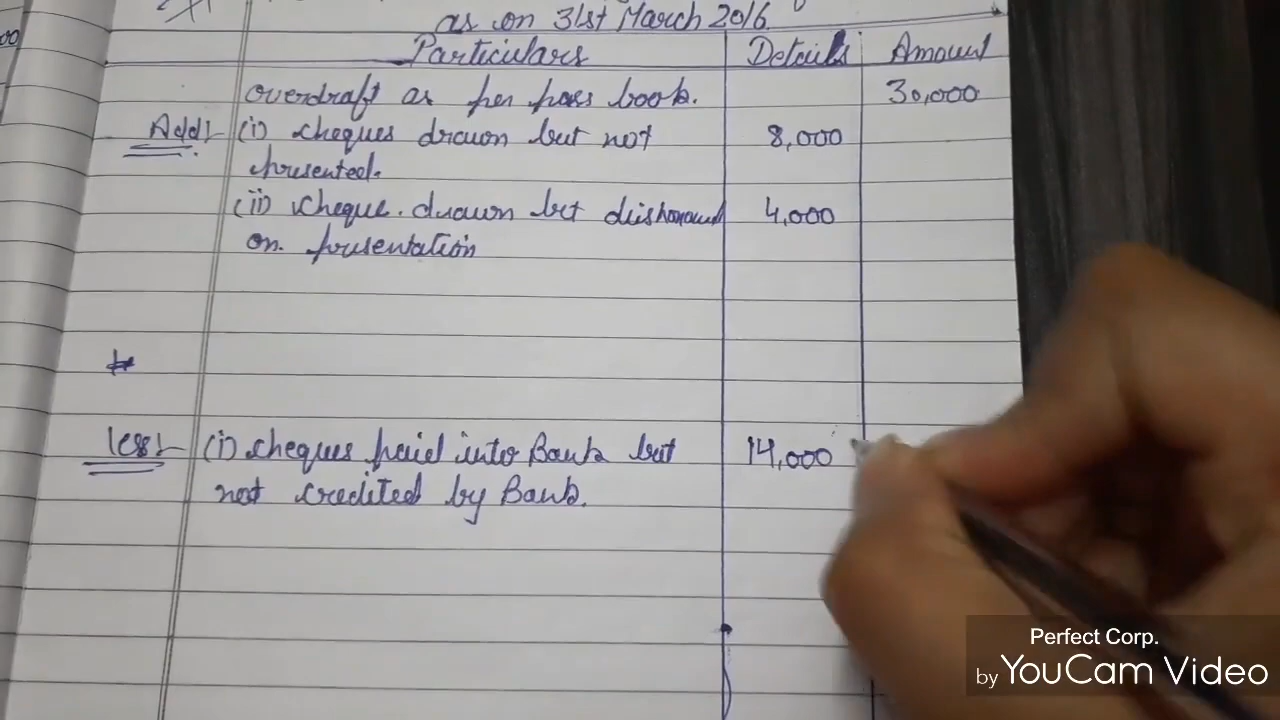 00
as on 31st March 2016
Particulars Details Amount
overdraft as per pass book. 30,000
Add:- (i) cheques drawn but not 8,000
presented.
(ii) cheque drawn but dishonoured 4,000
on presentation
Less:- (i) cheques paid into Bank but 14,000
not credited by Bank.
Perfect Corp.
by YouCam Video